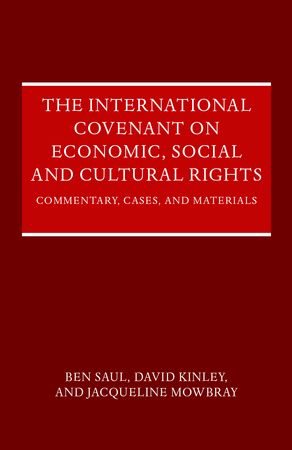 THE INTERNATIONAL
COVENANT ON
ECONOMIC, SOCIAL
AND CULTURAL RIGHTS
COMMENTARY, CASES, AND MATERIALS
BEN SAUL, DAVID KINLEY,
AND JACQUELINE MOWBRAY